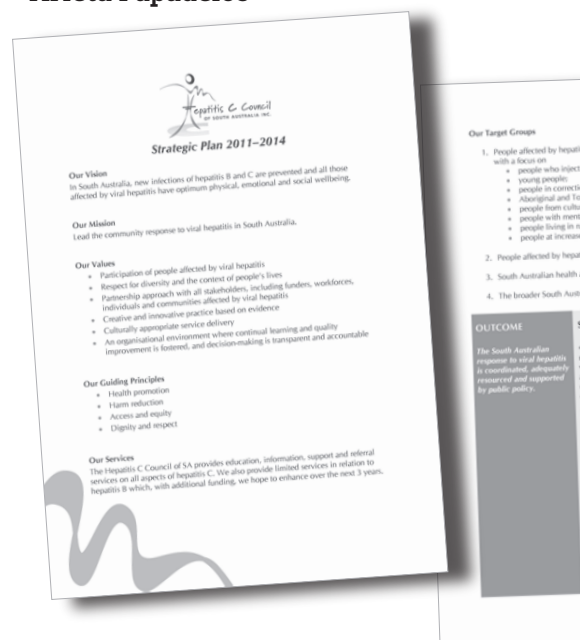 Hepatitis C Council
OF SOUTH AUSTRALIA INC.
Strategic Plan 2011–2014
Our Vision
In South Australia, new infections of hepatitis B and C are prevented and all those
affected by viral hepatitis have optimum physical, emotional and social wellbeing.
Our Mission
Lead the community response to viral hepatitis in South Australia.
Our Values
• Participation of people affected by viral hepatitis
• Respect for diversity and the context of people's lives
• Partnership approach with all stakeholders, including funders, workforces,
individuals and communities affected by viral hepatitis
• Creative and innovative practice based on evidence
• Culturally appropriate service delivery
• An organisational environment where continual learning and quality
improvement is fostered, and decision-making is transparent and accountable
Our Guiding Principles
• Health promotion
• Harm reduction
• Access and equity
• Dignity and respect
Our Services
The Hepatitis C Council of SA provides education, information, support and referral
services on all aspects of hepatitis C. We also provide limited services in relation to
hepatitis B which, with additional funding, we hope to enhance over the next 3 years.
Our Target Groups
1. People affected by
with a focus on
• people who inject
• young people;
• people in
• Aboriginal and
• people from
• people with
• people living in
• people at
2. People affected by
3. South Australian health
4. The broader South
OUTCOME
The South Australian
response to viral hepatitis
is coordinated, adequately
resourced and supported
by public policy.